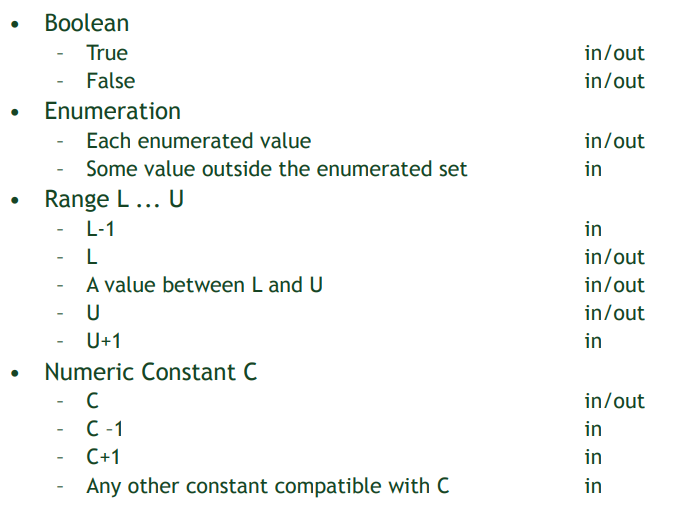 • Boolean
– True in/out
– False in/out
• Enumeration
– Each enumerated value in/out
– Some value outside the enumerated set in
• Range L ... U
– L-1 in
– L in/out
– A value between L and U in/out
– U in/out
– U+1 in
• Numeric Constant C
– C in/out
– C –1 in
– C+1 in
– Any other constant compatible with C in